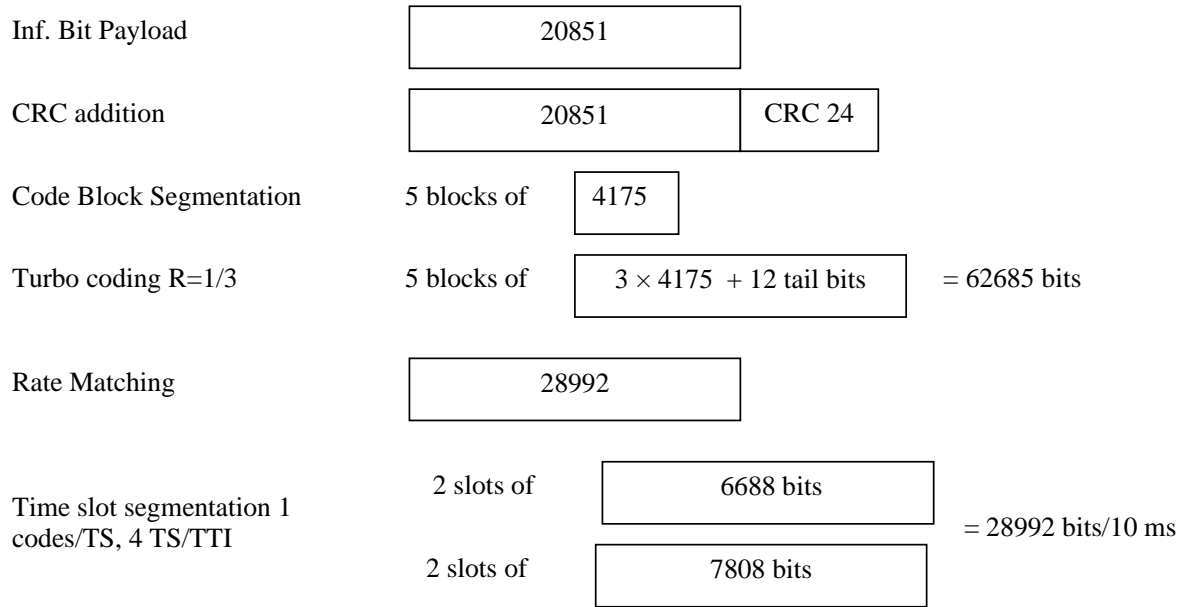 Inf. Bit Payload 20851
CRC addition 20851 CRC 24
Code Block Segmentation 5 blocks of 4175
Turbo coding R=1/3 5 blocks of 3 × 4175 + 12 tail bits = 62685 bits
Rate Matching 28992
2 slots of 6688 bits
Time slot segmentation 1
codes/TS, 4 TS/TTI
= 28992 bits/10 ms
2 slots of 7808 bits